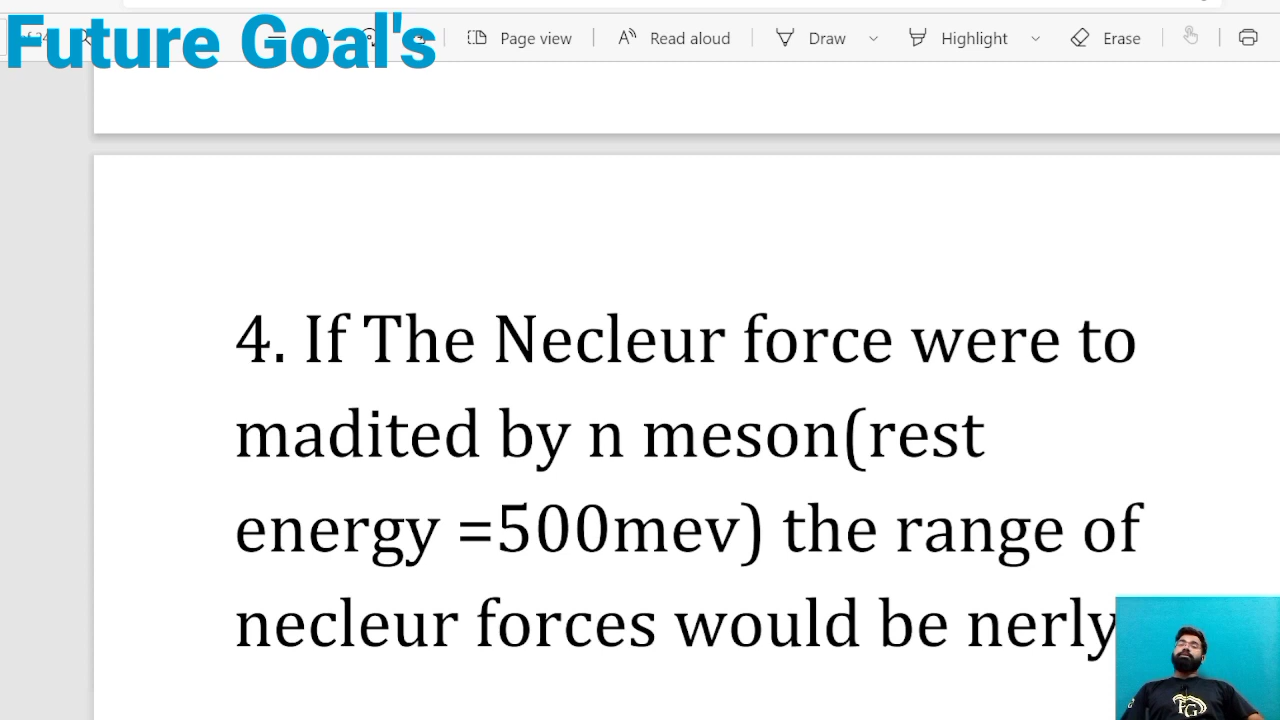 Future Goal's
Page view
Read aloud
Draw
Highlight
Erase
4. If The Necleur force were to
madited by n meson(rest
energy =500mev) the range of
necleur forces would be nerly
FG